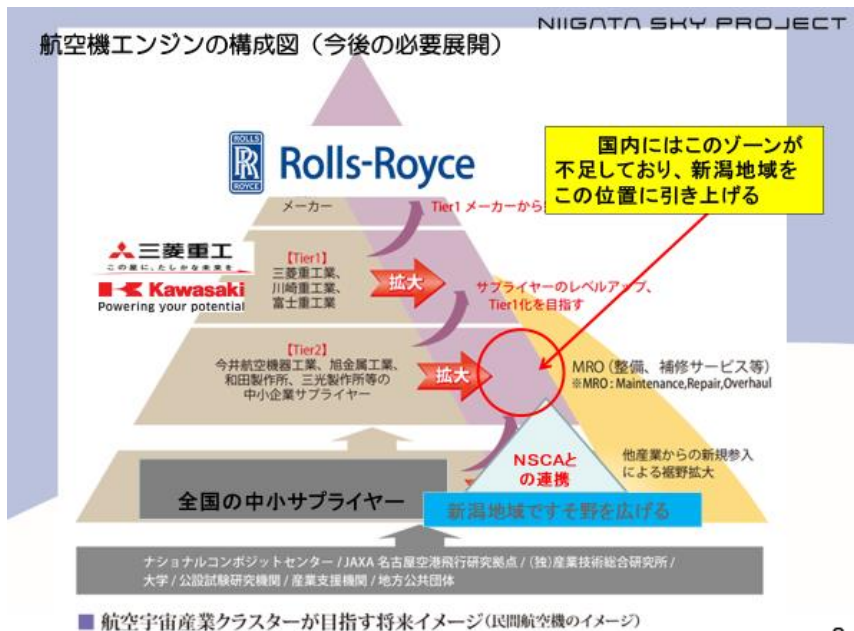 NIIGATA SKY PROJECT
航空機エンジンの構成図（今後の必要展開）
国内にはこのゾーンが
不足しており、新潟地域を
この位置に引き上げる
ROLLS
RR
ROYCE
Rolls-Royce
メーカー
Tier1 メーカーから
三菱重工
この星に、たしかな未来を
Kawasaki
Powering your potential
【Tier1】
三菱重工業、
川崎重工業、
富士重工業
拡大
サプライヤーのレベルアップ、
Tier1化を目指す
【Tier2】
今井航空機器工業、旭金属工業、
和田製作所、三光製作所等の
中小企業サプライヤー
拡大
MRO（整備、補修サービス等）
※MRO : Maintenance,Repair,Overhaul
NSCAと
の連携
他産業からの新規参入
による裾野拡大
全国の中小サプライヤー
新潟地域ですそ野を広げる
ナショナルコンポジットセンター / JAXA 名古屋空港飛行研究拠点 / (独)産業技術総合研究所 /
大学 / 公設試験研究機関 / 産業支援機関 / 地方公共団体
■ 航空宇宙産業クラスターが目指す将来イメージ(民間航空機のイメージ)